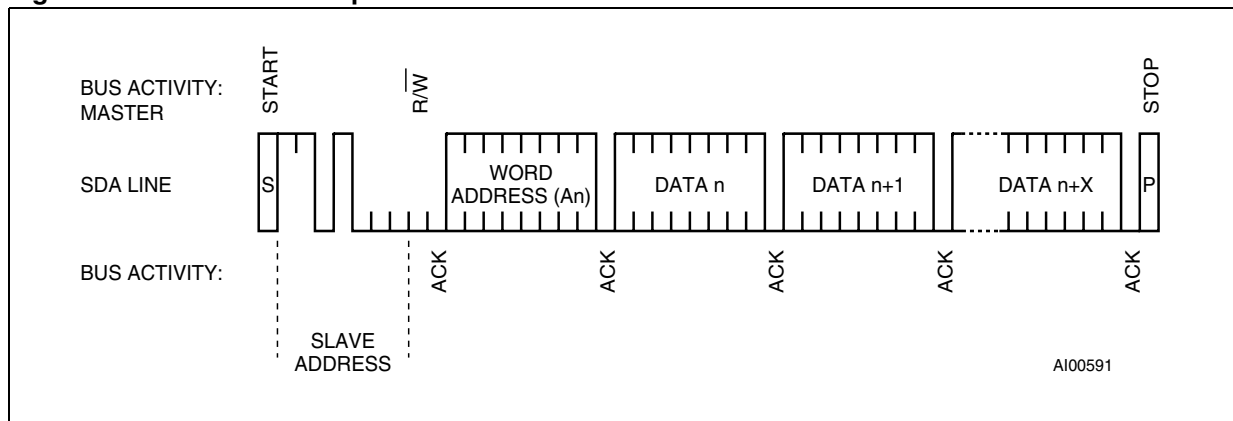 START
R/W
STOP
BUS ACTIVITY:
MASTER
SDA LINE
S
WORD
ADDRESS (An)
DATA n
DATA n+1
DATA n+X
P
BUS ACTIVITY:
ACK
ACK
ACK
ACK
ACK
SLAVE
ADDRESS
AI00591